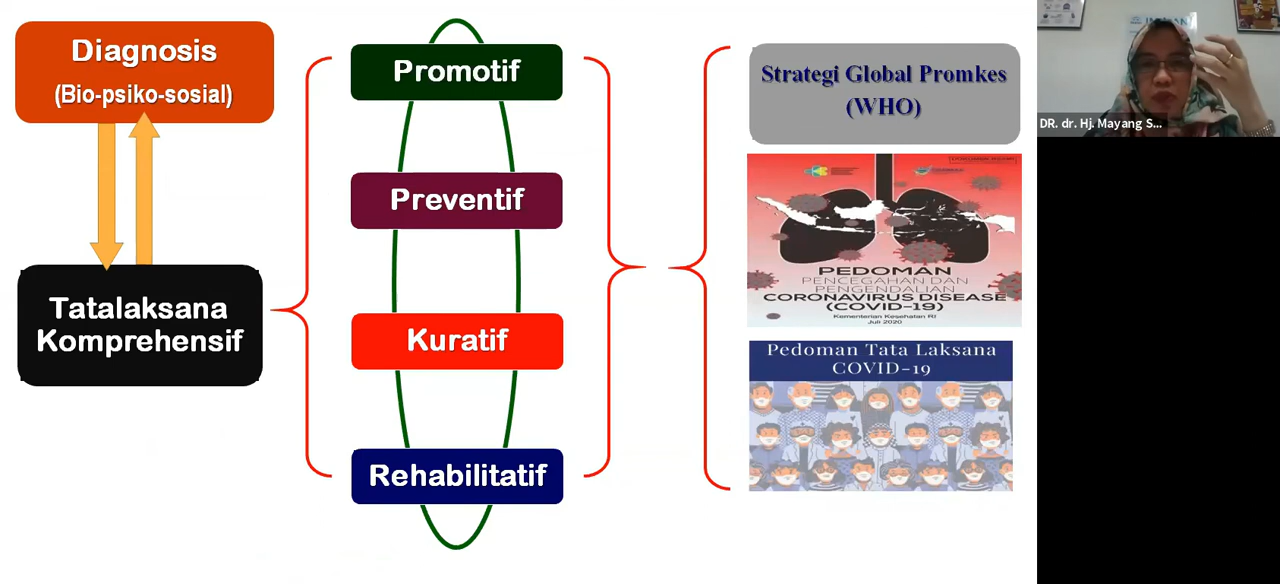 Diagnosis
(Bio-psiko-sosial)
Tatalaksana
Komprehensif
Promotif
Preventif
Kuratif
Rehabilitatif
Strategi Global Promkes
(WHO)
PEDOMAN
PENCEGAHAN DAN
PENGENDALIAN
CORONAVIRUS DISEASE
(COVID-19)
Kementerian Kesehatan RI
Juli 2020
Pedoman Tata Laksana
COVID-19
DR. dr. Hj. Mayang S...